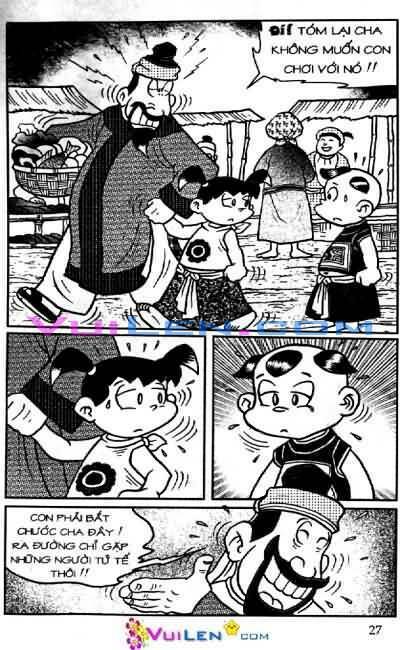 Đi! TÓM LẠI CHA
KHÔNG MUỐN CON
CHƠI VỚI NÓ !!
VuiLen.com
CON PHẢI BẮT
CHƯỚC CHA ĐÂY !
RA ĐƯỜNG CHỈ GẶP
NHỮNG NGƯỜI TỬ TẾ
THÔI !
27
VuiLen.com